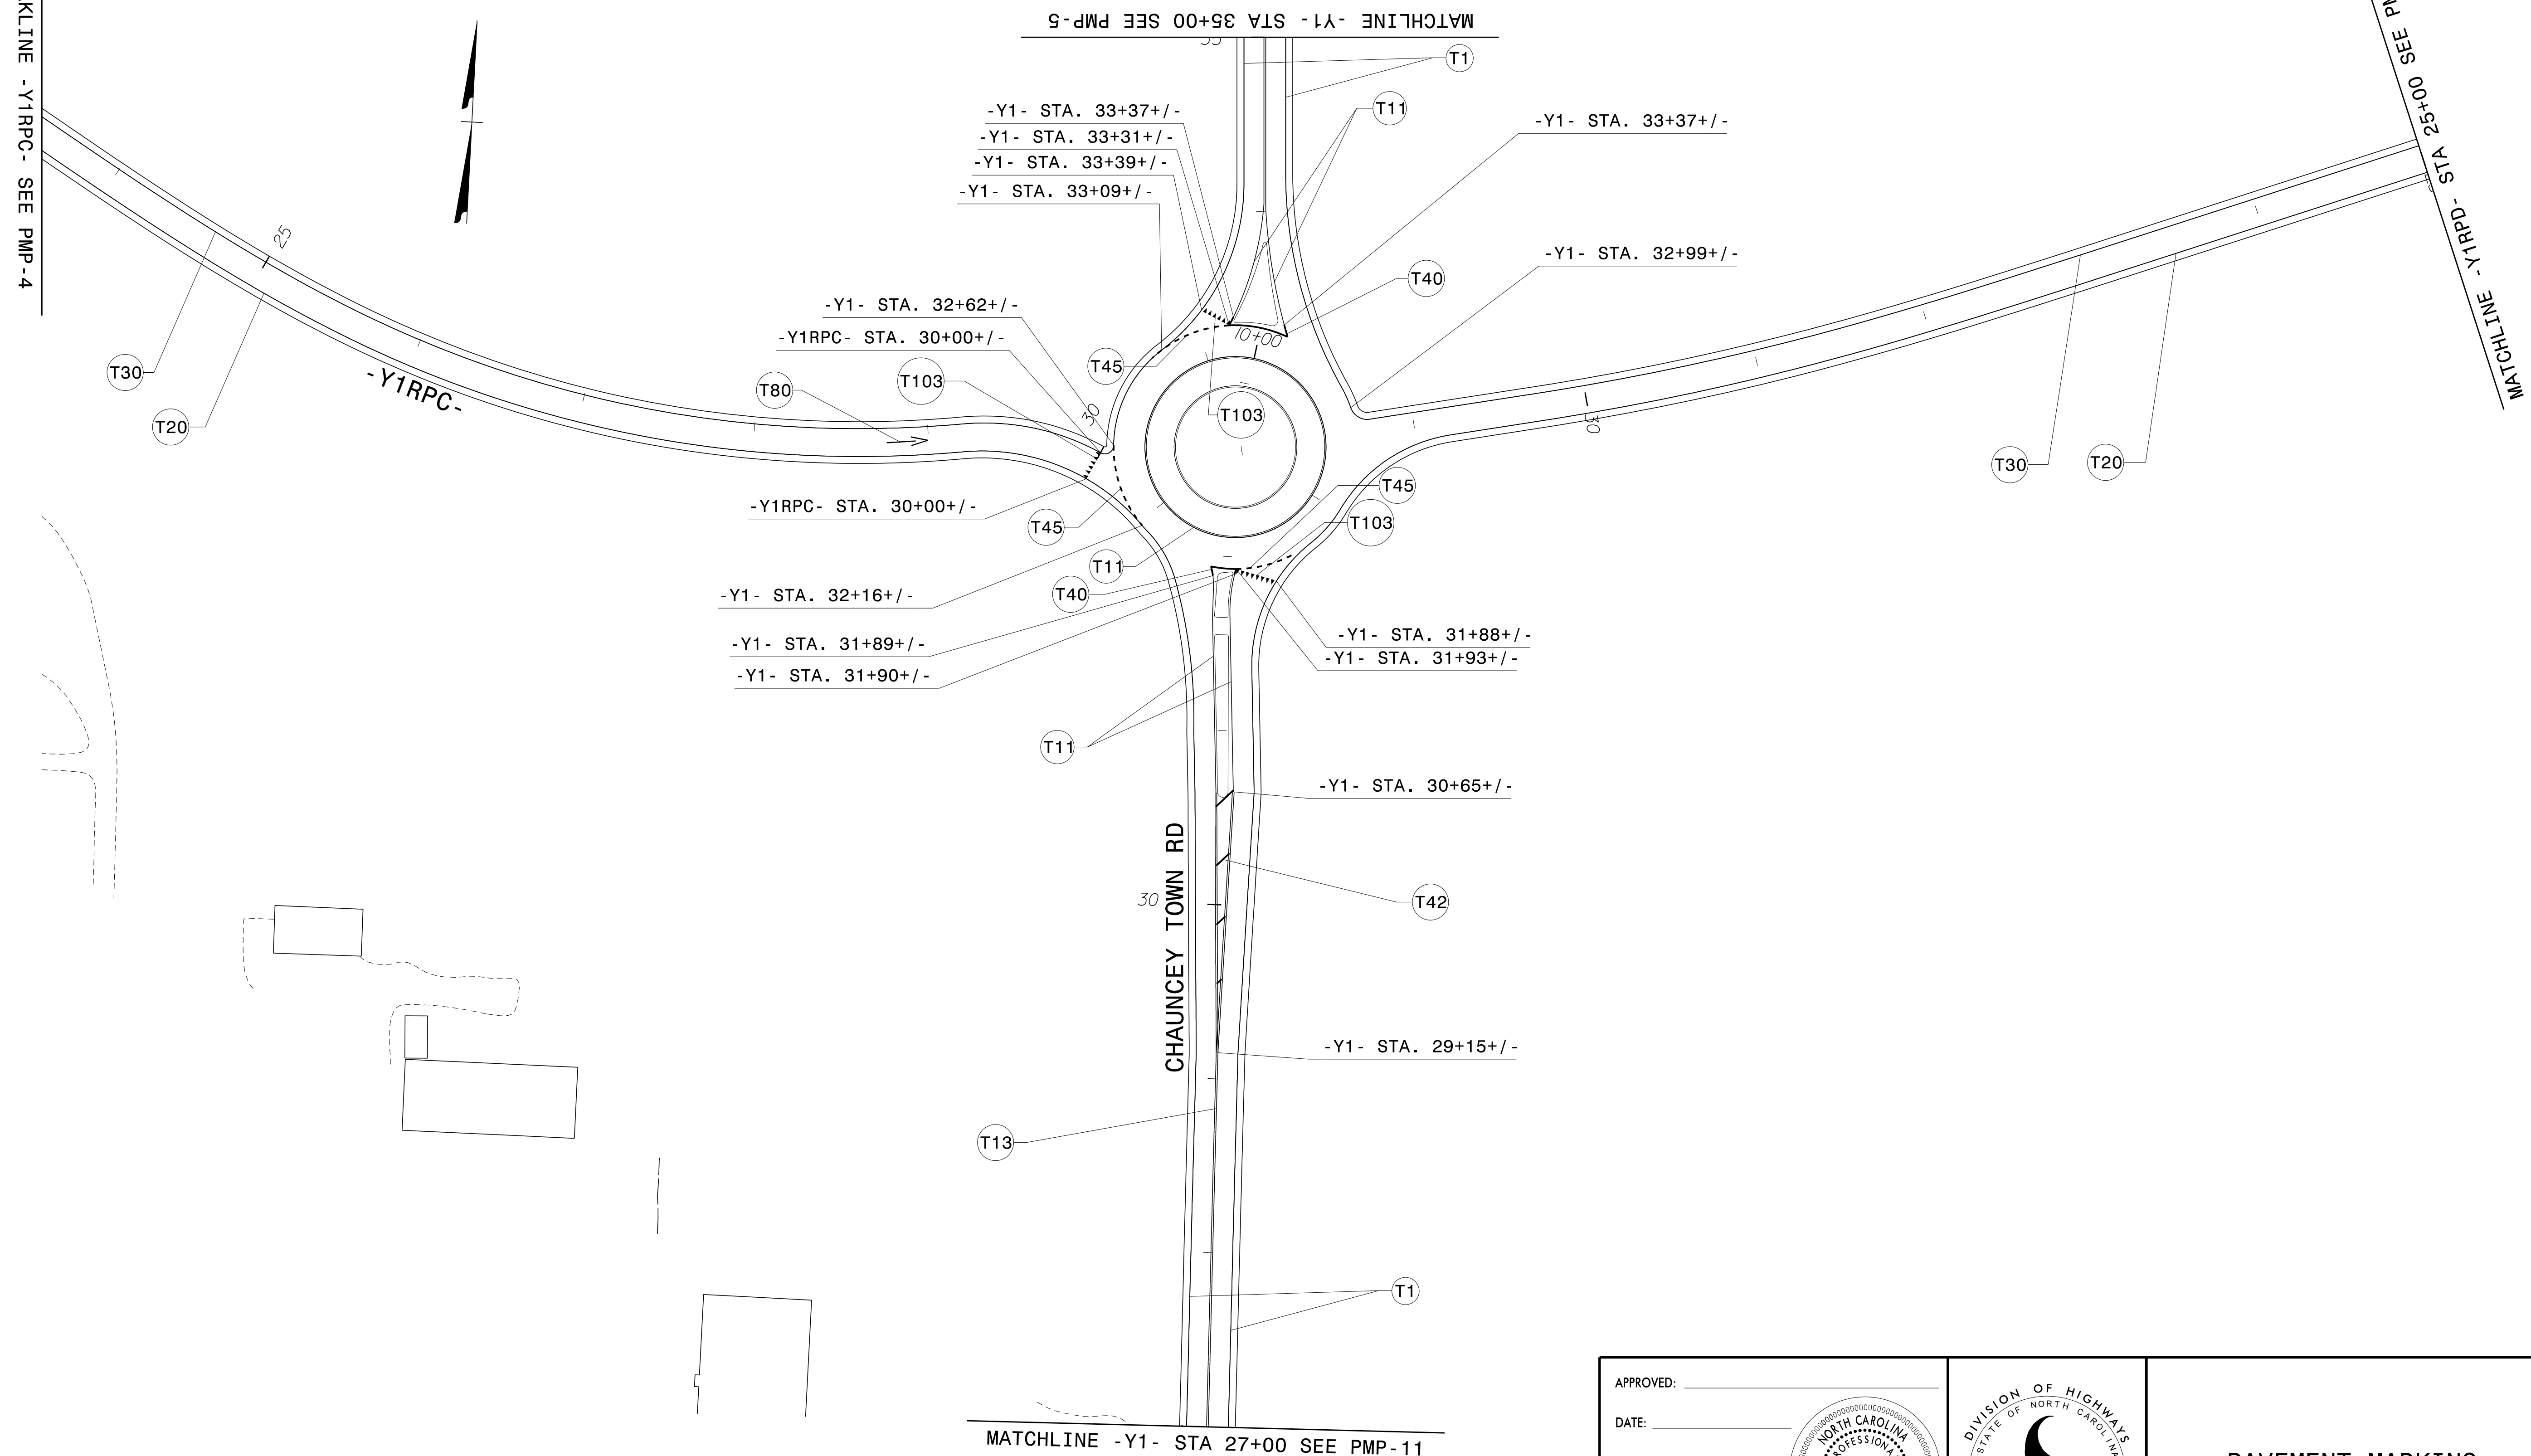 MATCHLINE -Y1- STA 35+00 SEE PMP-5
-Y1RPC- SEE PMP-4
MATCHLINE -Y1RPD- STA 25+00 SEE
35
T1
T11
-Y1- STA. 33+37+/-
-Y1- STA. 33+31+/-
-Y1- STA. 33+39+/-
-Y1- STA. 33+09+/-
-Y1- STA. 33+37+/-
-Y1- STA. 32+99+/-
T40
25
-Y1- STA. 32+62+/-
-Y1RPC- STA. 30+00+/-
10+00
T45
T30
T80
T103
-Y1RPC-
30
T103
T20
30
T30
T20
T45
-Y1RPC- STA. 30+00+/-
T45
T103
T11
T40
-Y1- STA. 32+16+/-
-Y1- STA. 31+89+/-
-Y1- STA. 31+90+/-
-Y1- STA. 31+88+/-
-Y1- STA. 31+93+/-
T11
-Y1- STA. 30+65+/-
30
T42
CHAUNCEY TOWN RD
-Y1- STA. 29+15+/-
T13
T1
MATCHLINE -Y1- STA 27+00 SEE PMP-11
APPROVED:
DATE:
NORTH CAROLINA
DIVISION OF HIGHWAYS
STATE OF NORTH CAROLINA
PAVEMENT MARKING